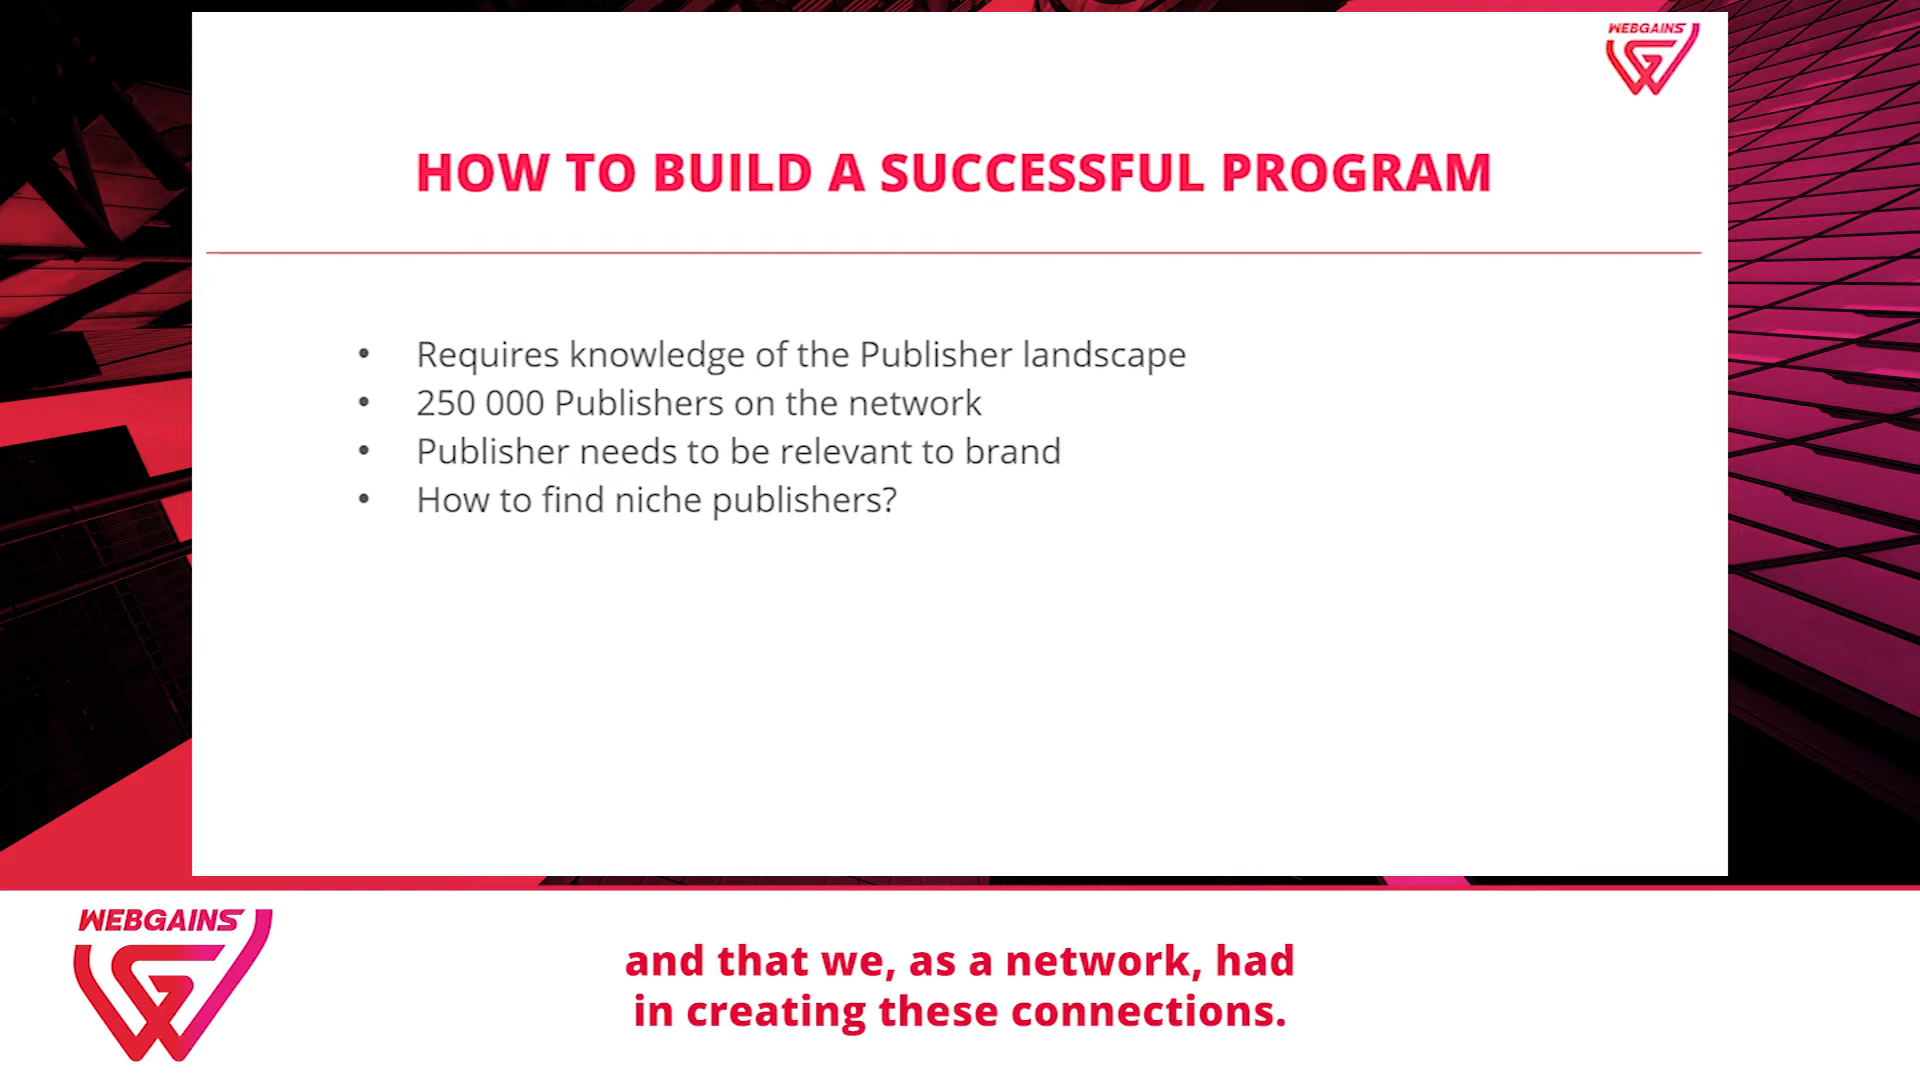 WEBGAINS
HOW TO BUILD A SUCCESSFUL PROGRAM
• Requires knowledge of the Publisher landscape
• 250 000 Publishers on the network
• Publisher needs to be relevant to brand
• How to find niche publishers?
WEBGAINS
and that we, as a network, had
in creating these connections.